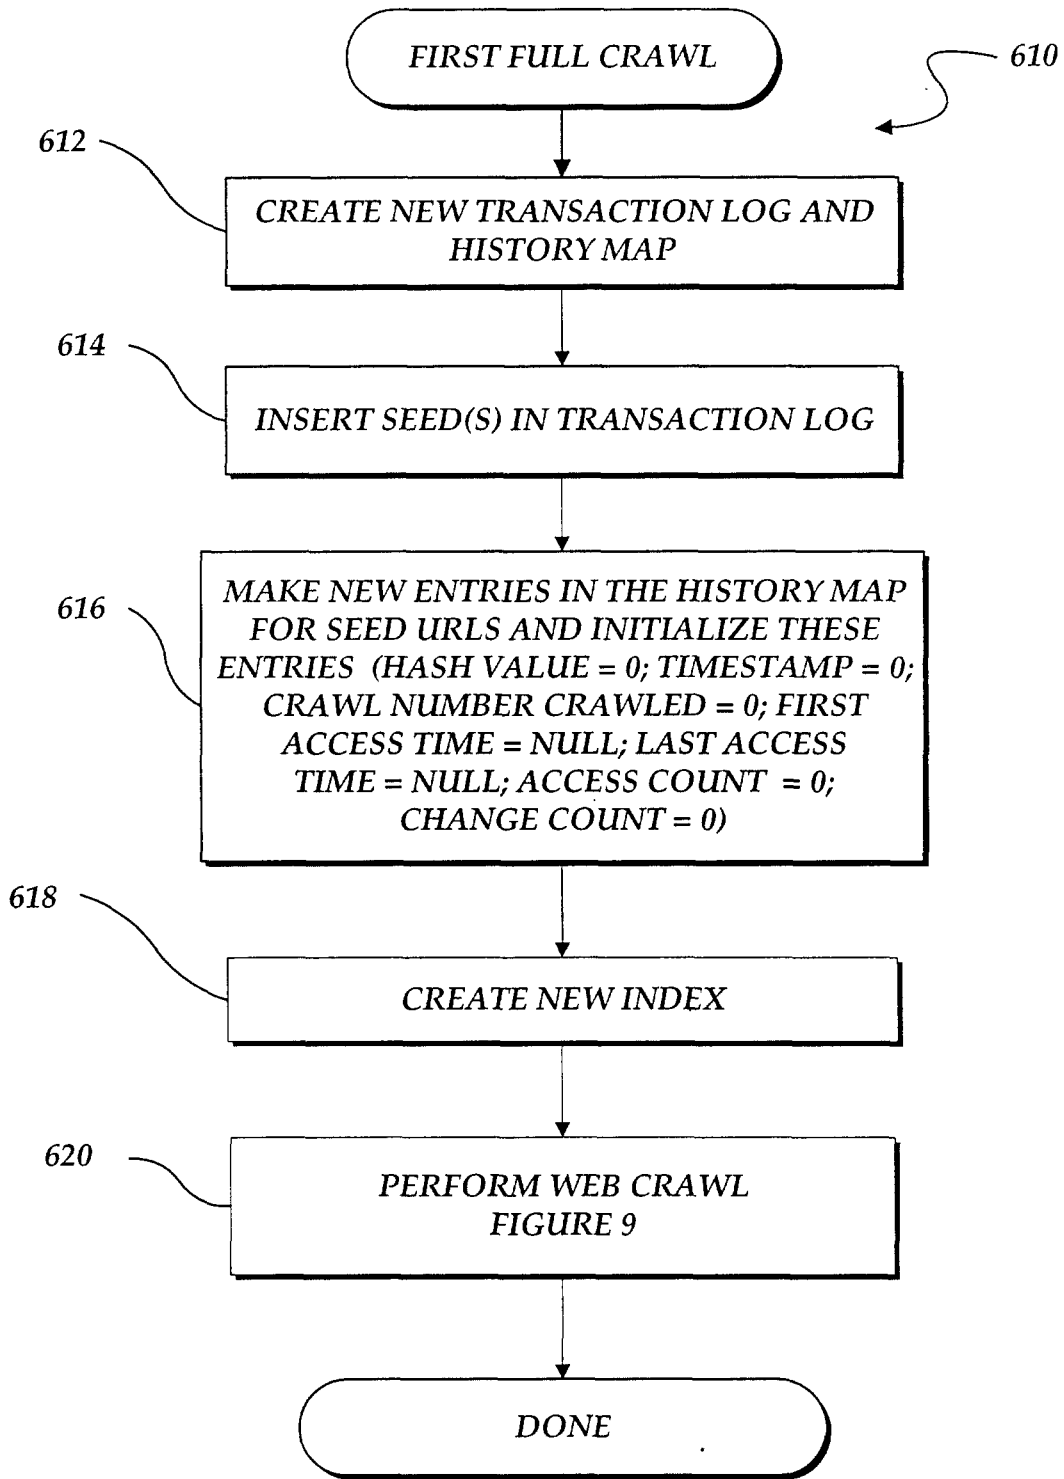 FIRST FULL CRAWL
610
612
CREATE NEW TRANSACTION LOG AND
HISTORY MAP
614
INSERT SEED(S) IN TRANSACTION LOG
616
MAKE NEW ENTRIES IN THE HISTORY MAP
FOR SEED URLS AND INITIALIZE THESE
ENTRIES (HASH VALUE = 0; TIMESTAMP = 0;
CRAWL NUMBER CRAWLED = 0; FIRST
ACCESS TIME = NULL; LAST ACCESS
TIME = NULL; ACCESS COUNT = 0;
CHANGE COUNT = 0)
618
CREATE NEW INDEX
620
PERFORM WEB CRAWL
FIGURE 9
DONE